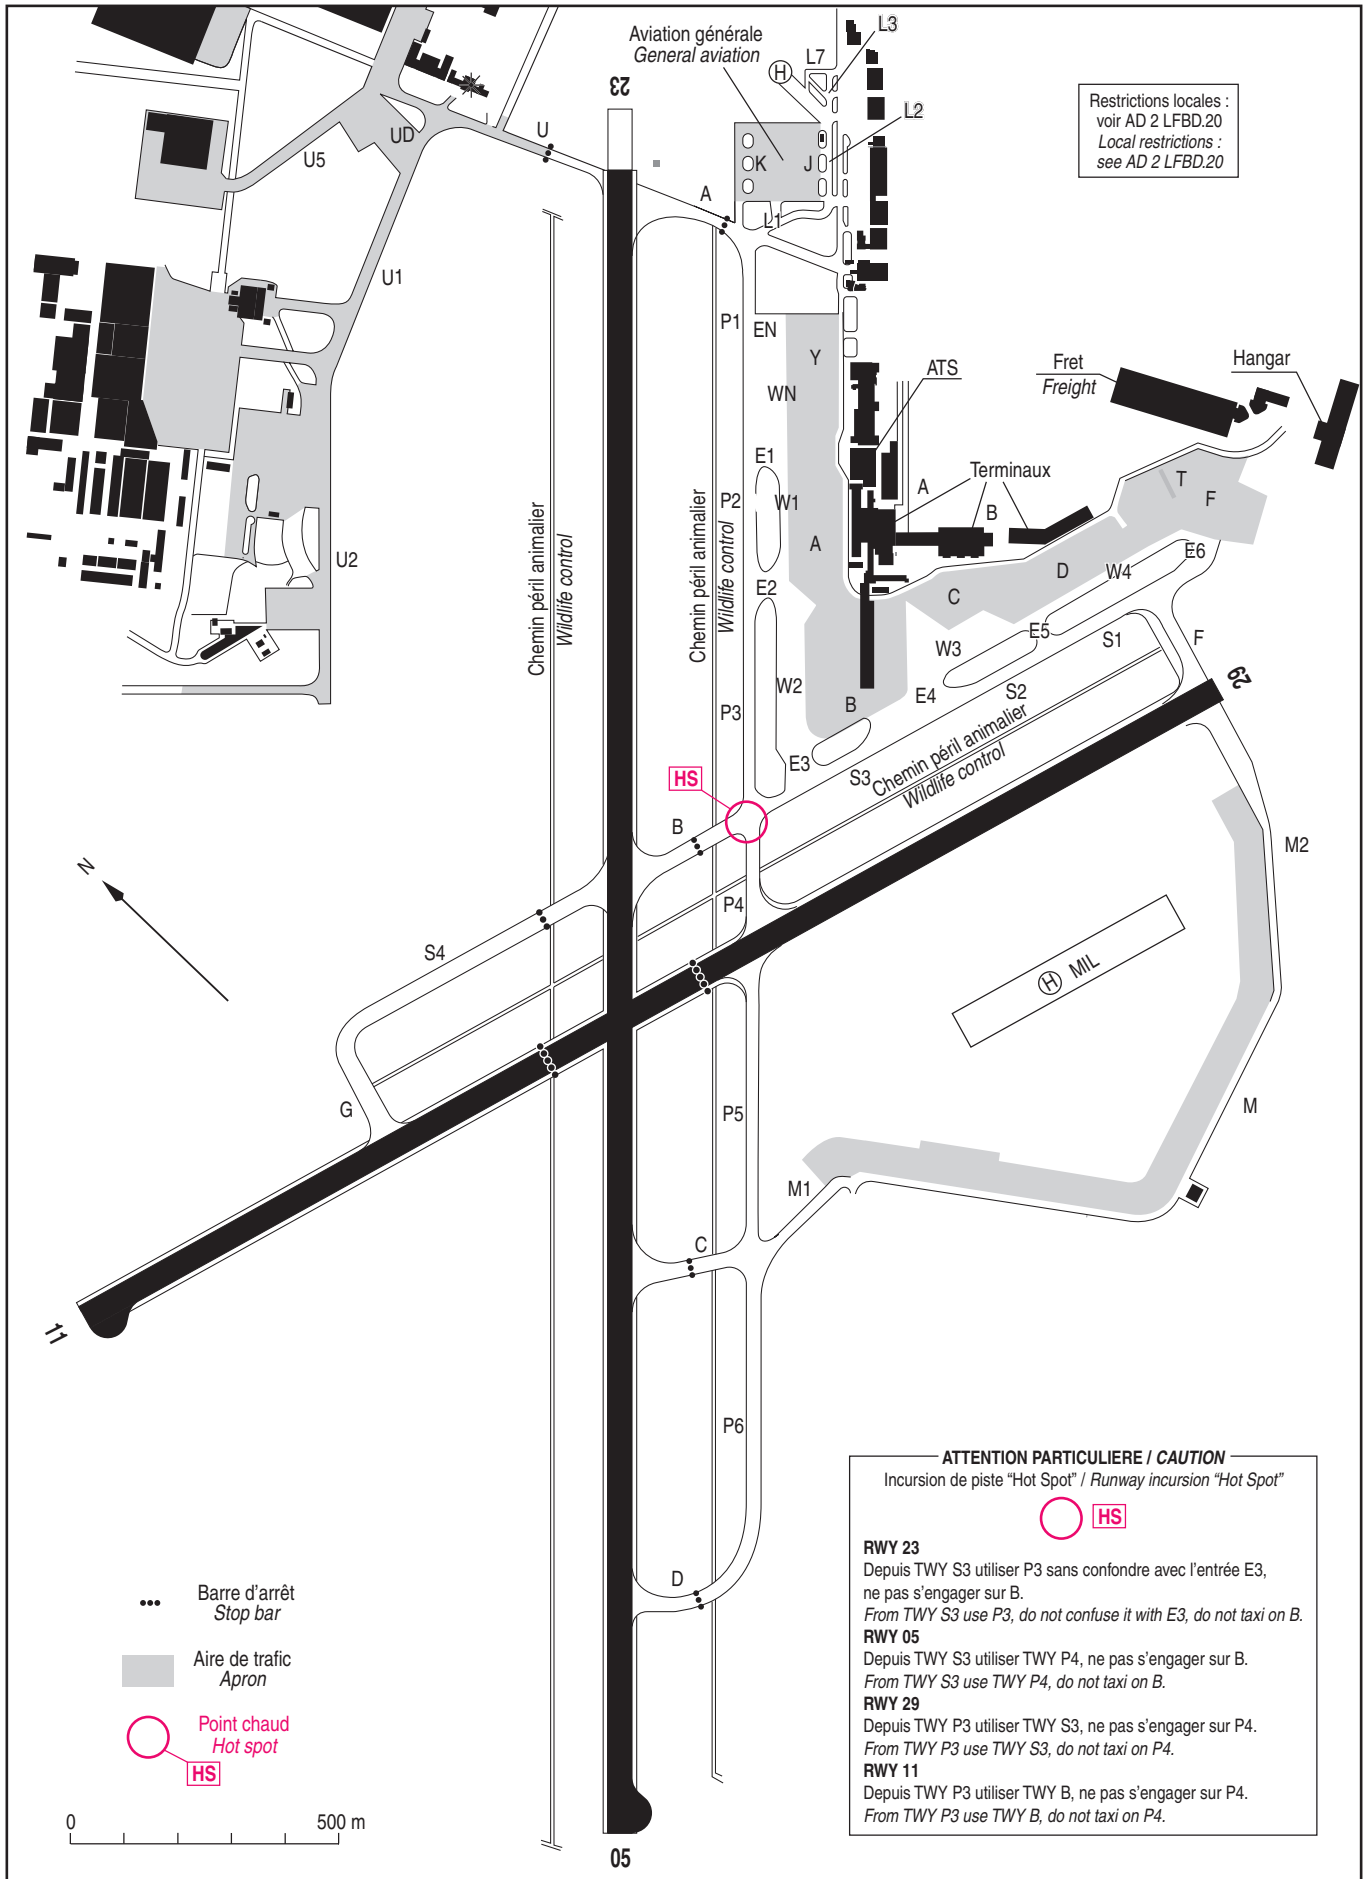 Aviation générale
General aviation
L3
L7
H
23
L2
Restrictions locales :
voir AD 2 LFBD.20
Local restrictions :
see AD 2 LFBD.20
U
UD
U5
K
J
A
L1
U1
P1
EN
Y
ATS
Fret
Freight
Hangar
WN
E1
Terminaux
A
T
F
P2
W1
B
A
Chemin péril animalier
Wildlife control
Chemin péril animalier
Wildlife control
U2
E6
W4
D
E2
C
E5
S1
F
W3
W2
E4
S2
29
P3
B
E3
S3
Chemin péril animalier
Wildlife control
HS
B
M2
N
P4
S4
H MIL
G
P5
M
M1
C
11
P6
D
ATTENTION PARTICULIERE / CAUTION
Incursion de piste “Hot Spot” / Runway incursion “Hot Spot”
HS
RWY 23
Depuis TWY S3 utiliser P3 sans confondre avec l’entrée E3,
ne pas s’engager sur B.
From TWY S3 use P3, do not confuse it with E3, do not taxi on B.
RWY 05
Depuis TWY S3 utiliser TWY P4, ne pas s’engager sur B.
From TWY S3 use TWY P4, do not taxi on B.
RWY 29
Depuis TWY P3 utiliser TWY S3, ne pas s’engager sur P4.
From TWY P3 use TWY S3, do not taxi on P4.
RWY 11
Depuis TWY P3 utiliser TWY B, ne pas s’engager sur P4.
From TWY P3 use TWY B, do not taxi on P4.
Barre d’arrêt
Stop bar
Aire de trafic
Apron
Point chaud
Hot spot
HS
0
500 m
05